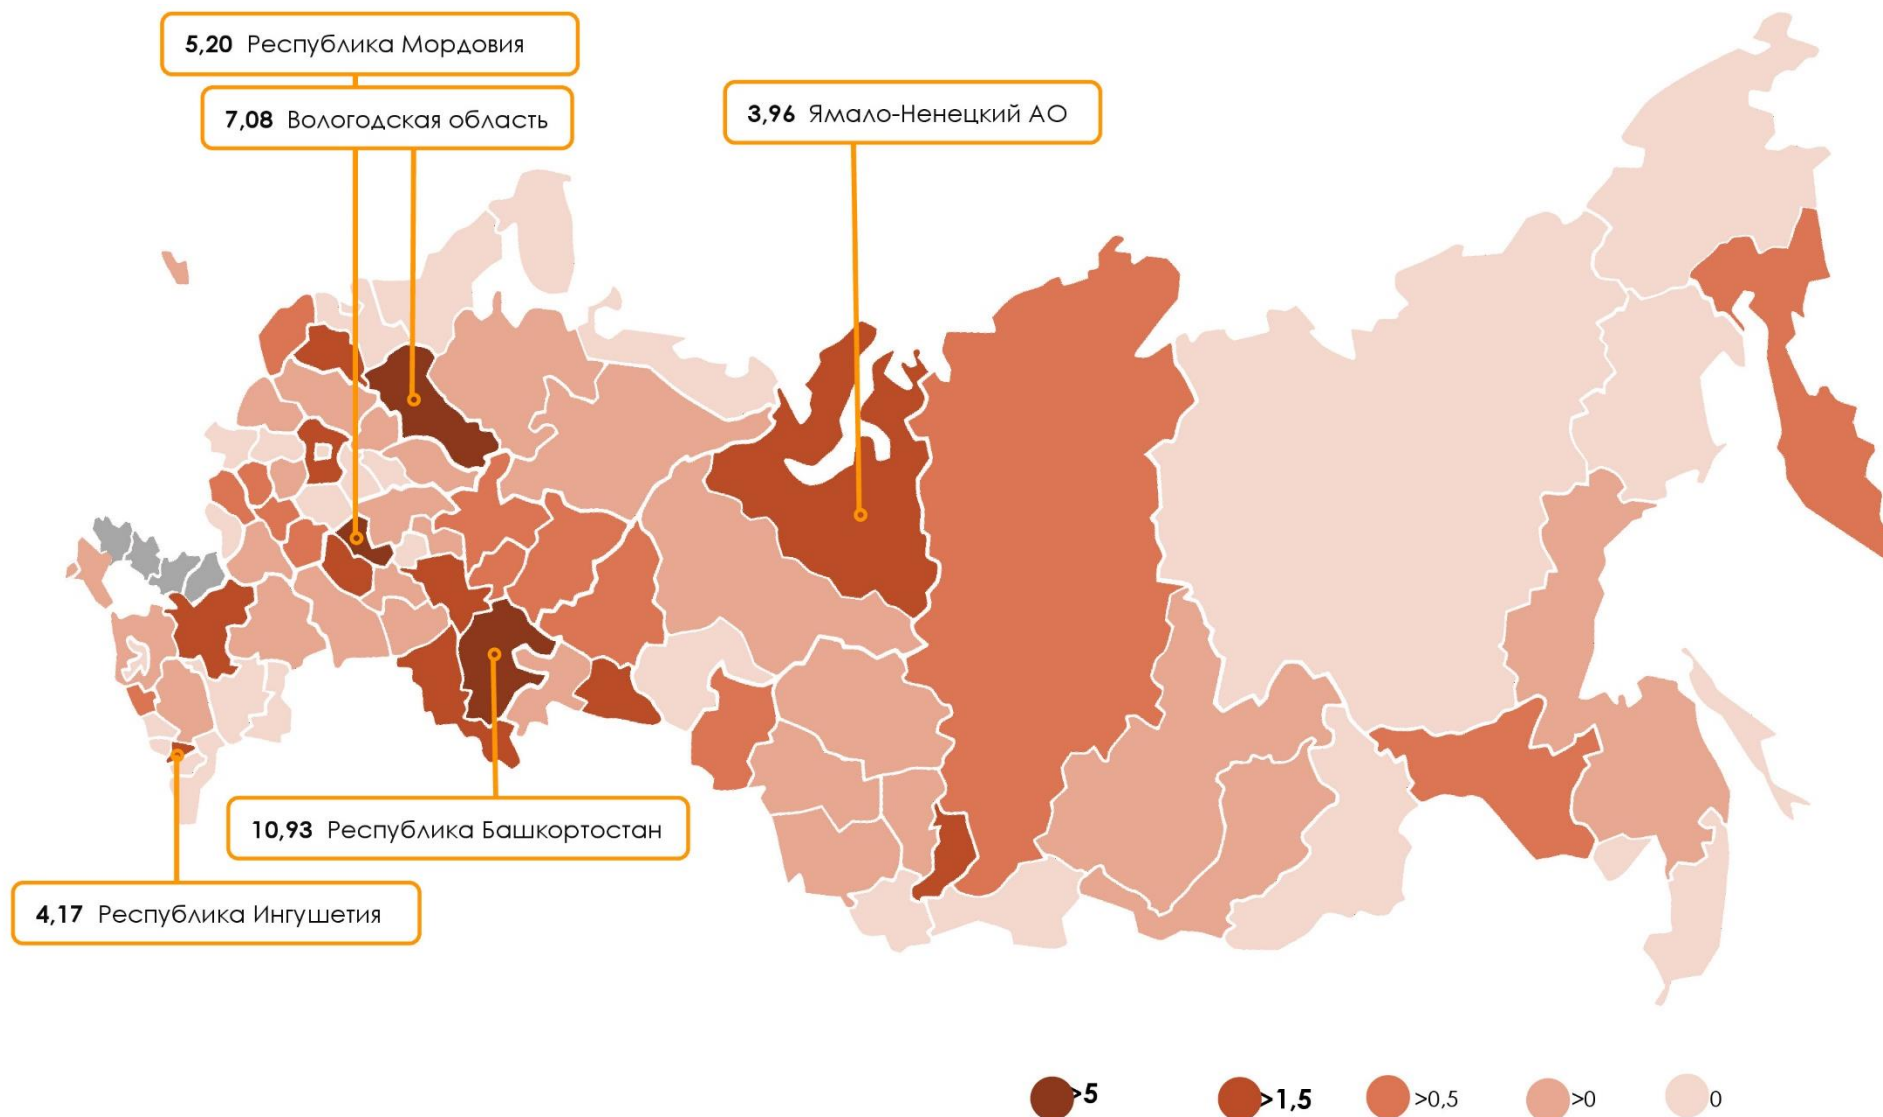 5,20 Республика Мордовия
7,08 Вологодская область
3,96 Ямало-Ненецкий АО
10,93 Республика Башкортостан
4,17 Республика Ингушетия
>5 >1,5 >0,5 >0 0